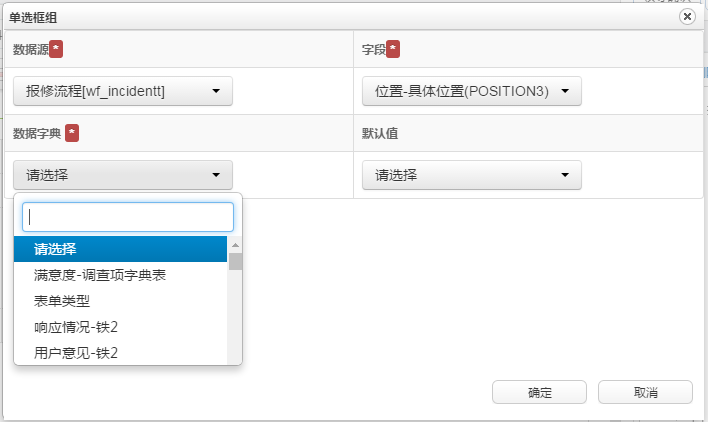 单选框组
数据源 *
字段 *
报修流程[wf_incidentt]
位置-具体位置(POSITION3)
数据字典 *
默认值
请选择
请选择
请选择
满意度-调查项字典表
表单类型
响应情况-铁2
用户意见-铁2
确定
取消